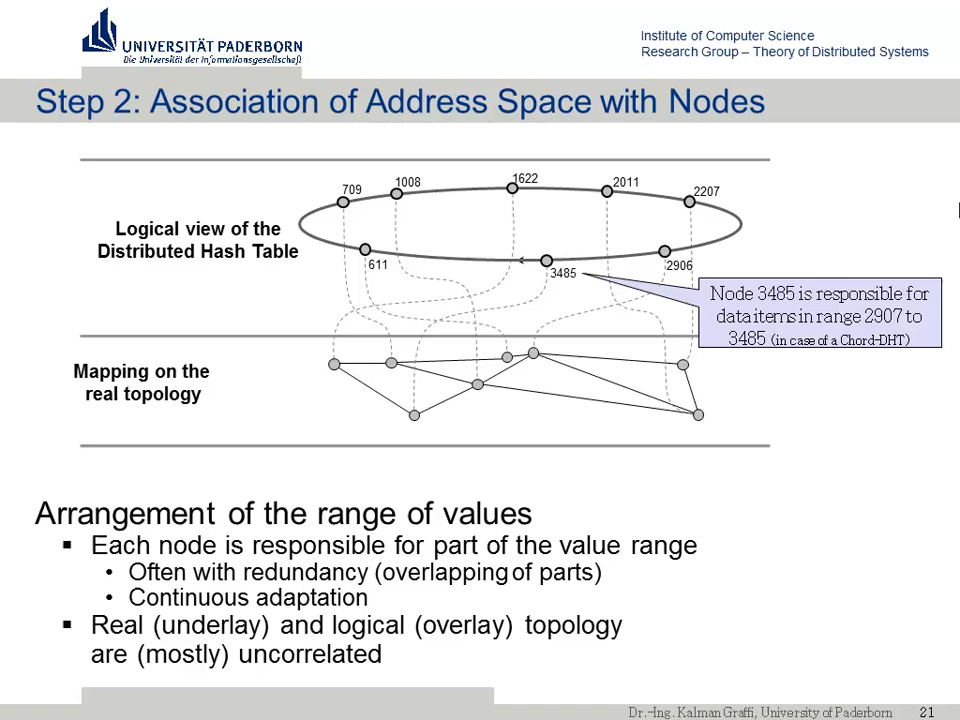 UNIVERSITÄT PADERBORN
Die Universität der Informationsgesellschaft
Institute of Computer Science
Research Group – Theory of Distributed Systems
Step 2: Association of Address Space with Nodes
709
1008
1622
2011
2207
Logical view of the
Distributed Hash Table
611
3485
2906
Node 3485 is responsible for
data items in range 2907 to
3485 (in case of a Chord-DHT)
Mapping on the
real topology
Arrangement of the range of values
▪ Each node is responsible for part of the value range
• Often with redundancy (overlapping of parts)
• Continuous adaptation
▪ Real (underlay) and logical (overlay) topology
are (mostly) uncorrelated
Dr.-Ing. Kalman Graffi, University of Paderborn
21